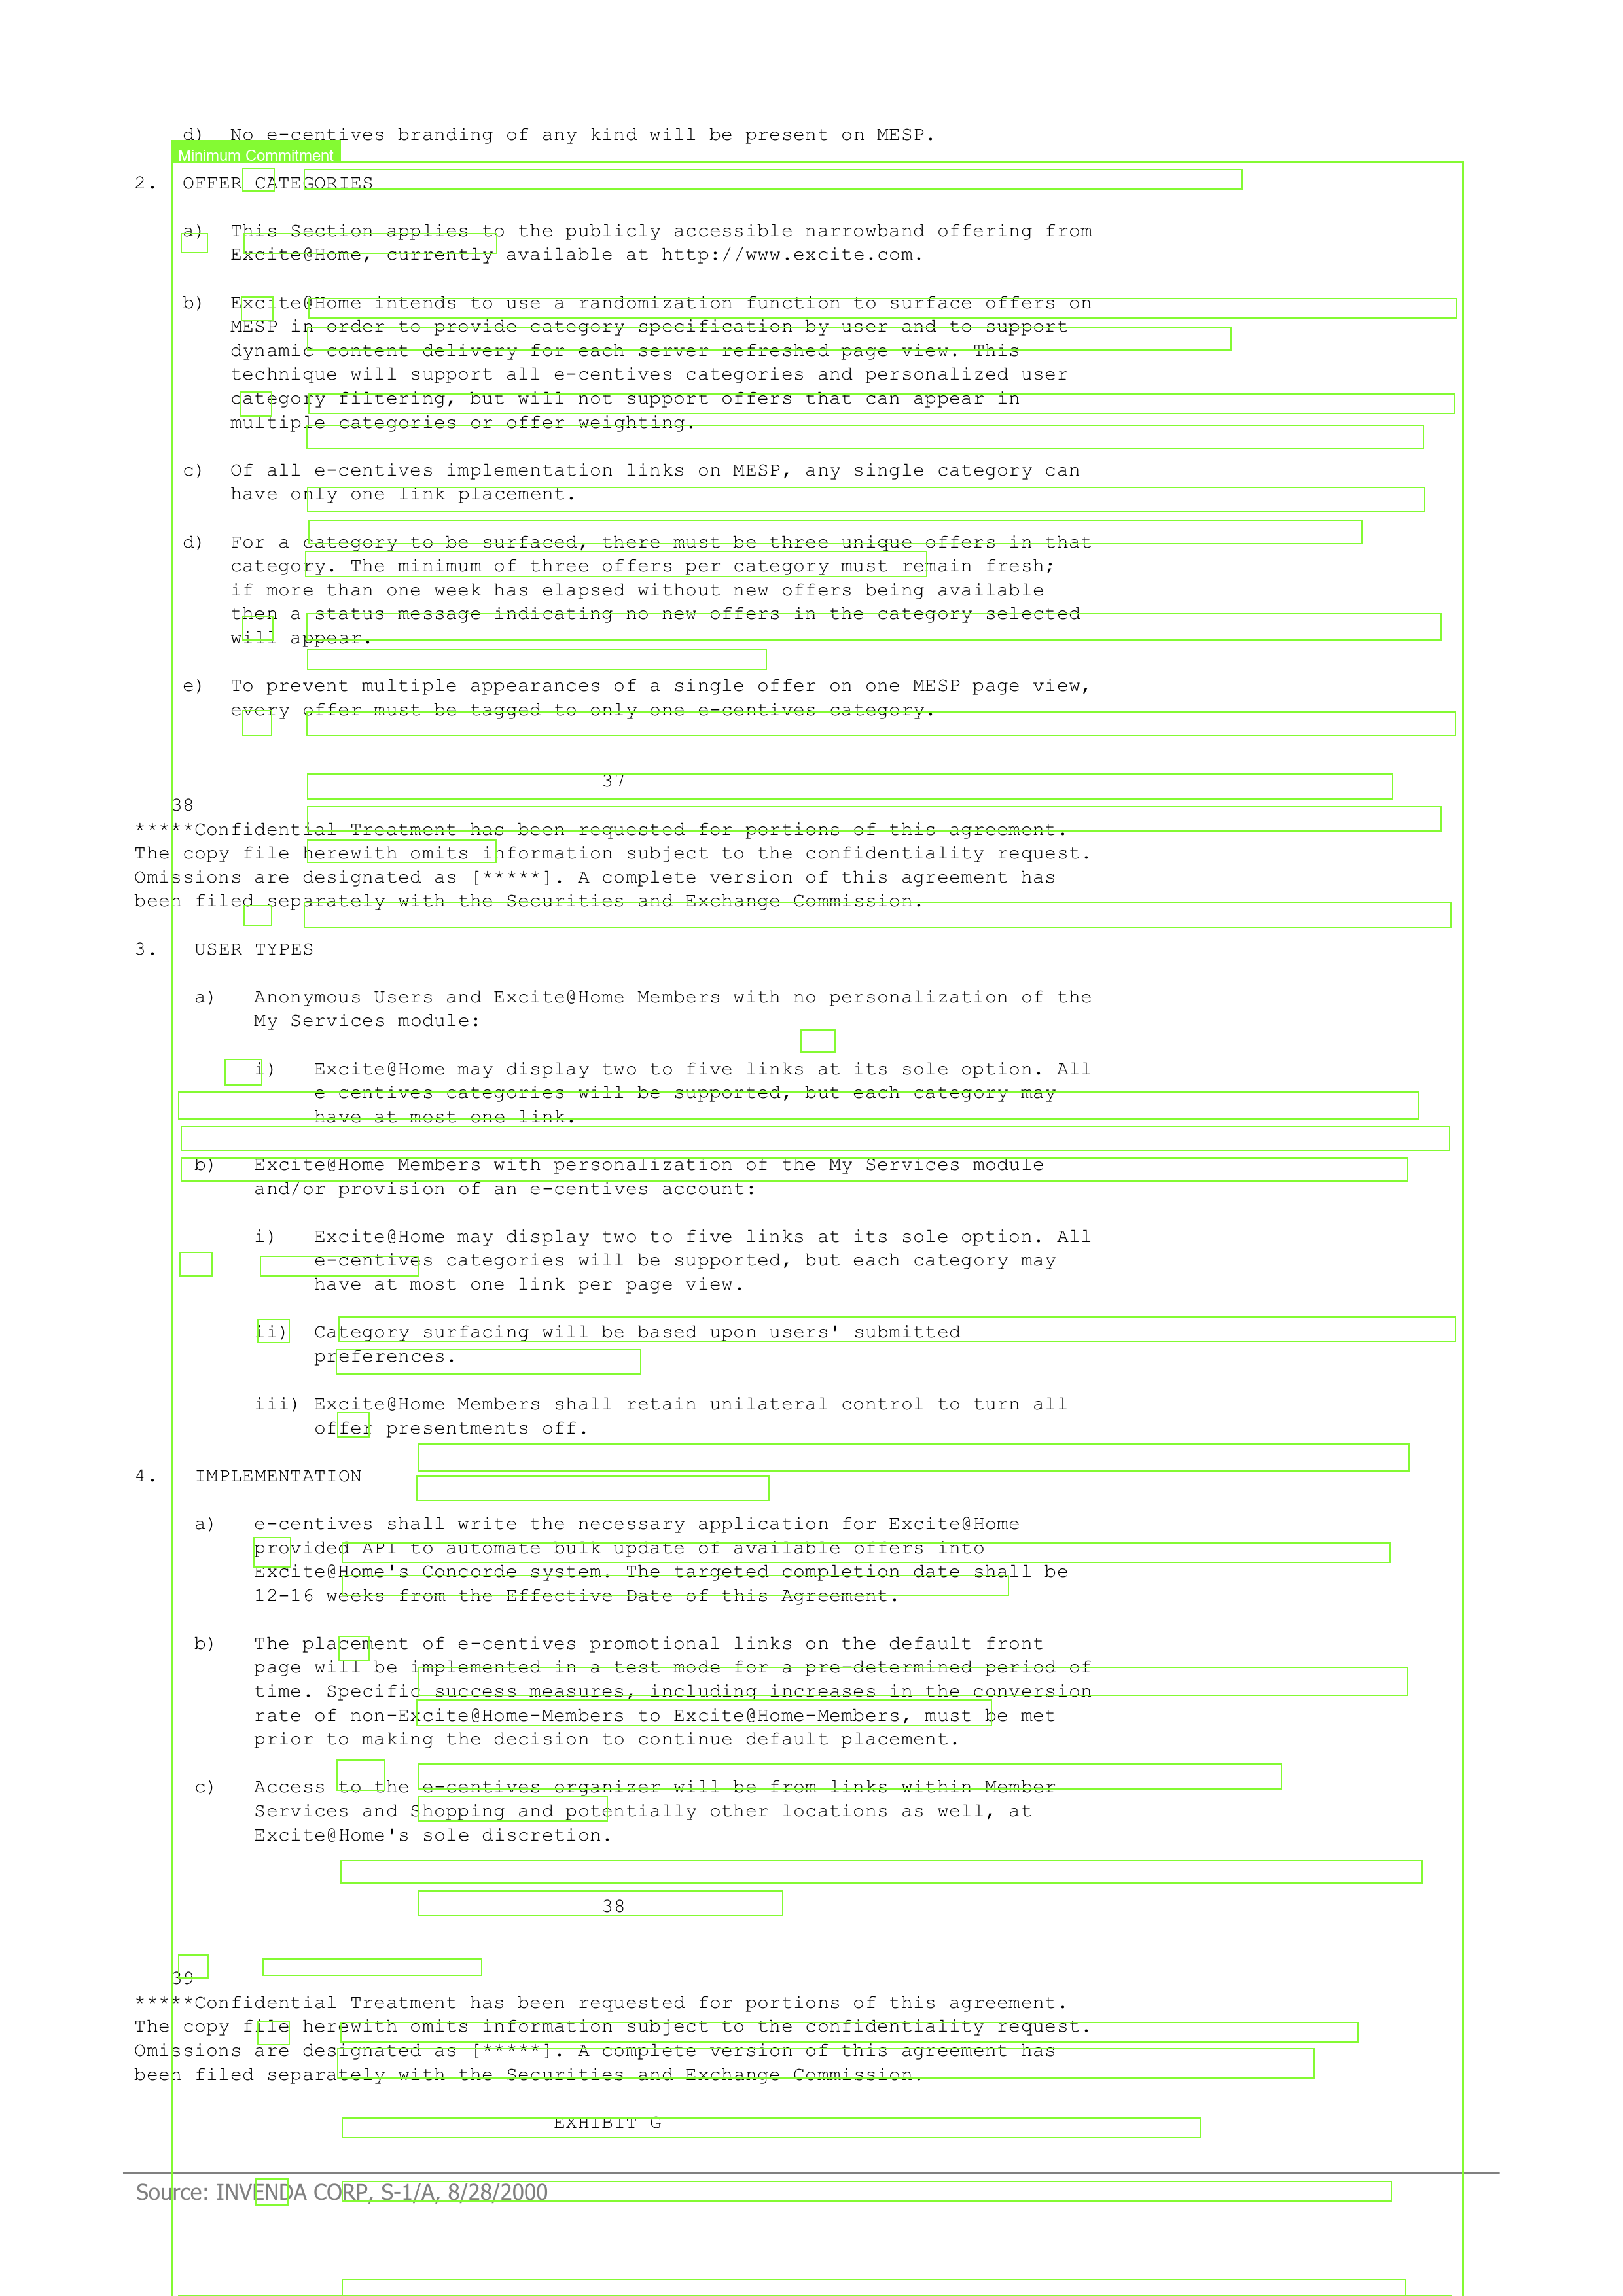 d) No e-centives branding of any kind will be present on MESP.
Minimum Commitment
2. OFFER CATEGORIES
a) This Section applies to the publicly accessible narrowband offering from
Excite@Home, currently available at http://www.excite.com.
b) Excite@Home intends to use a randomization function to surface offers on
MESP in order to provide category specification by user and to support
dynamic content delivery for each server-refreshed page view. This
technique will support all e-centives categories and personalized user
category filtering, but will not support offers that can appear in
multiple categories or offer weighting.
c) Of all e-centives implementation links on MESP, any single category can
have only one link placement.
d) For a category to be surfaced, there must be three unique offers in that
category. The minimum of three offers per category must remain fresh;
if more than one week has elapsed without new offers being available
then a status message indicating no new offers in the category selected
will appear.
e) To prevent multiple appearances of a single offer on one MESP page view,
every offer must be tagged to only one e-centives category.
37
38
*****Confidential Treatment has been requested for portions of this agreement.
The copy file herewith omits information subject to the confidentiality request.
Omissions are designated as [*****]. A complete version of this agreement has
been filed separately with the Securities and Exchange Commission.
3. USER TYPES
a) Anonymous Users and Excite@Home Members with no personalization of the
My Services module:
i) Excite@Home may display two to five links at its sole option. All
e-centives categories will be supported, but each category may
have at most one link.
b) Excite@Home Members with personalization of the My Services module
and/or provision of an e-centives account:
i) Excite@Home may display two to five links at its sole option. All
e-centives categories will be supported, but each category may
have at most one link per page view.
ii) Category surfacing will be based upon users' submitted
preferences.
iii) Excite@Home Members shall retain unilateral control to turn all
offer presentments off.
4. IMPLEMENTATION
a) e-centives shall write the necessary application for Excite@Home
provided API to automate bulk update of available offers into
Excite@Home's Concorde system. The targeted completion date shall be
12-16 weeks from the Effective Date of this Agreement.
b) The placement of e-centives promotional links on the default front
page will be implemented in a test mode for a pre-determined period of
time. Specific success measures, including increases in the conversion
rate of non-Excite@Home-Members to Excite@Home-Members, must be met
prior to making the decision to continue default placement.
c) Access to the e-centives organizer will be from links within Member
Services and Shopping and potentially other locations as well, at
Excite@Home's sole discretion.
38
39
*****Confidential Treatment has been requested for portions of this agreement.
The copy file herewith omits information subject to the confidentiality request.
Omissions are designated as [*****]. A complete version of this agreement has
been filed separately with the Securities and Exchange Commission.
EXHIBIT G
Source: INVENDA CORP, S-1/A, 8/28/2000